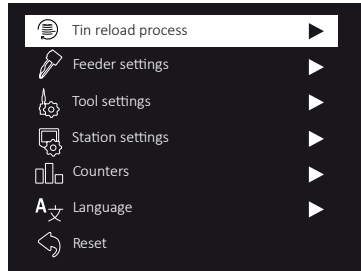 Tin reload process
Feeder settings
Tool settings
Station settings
Counters
Language
Reset